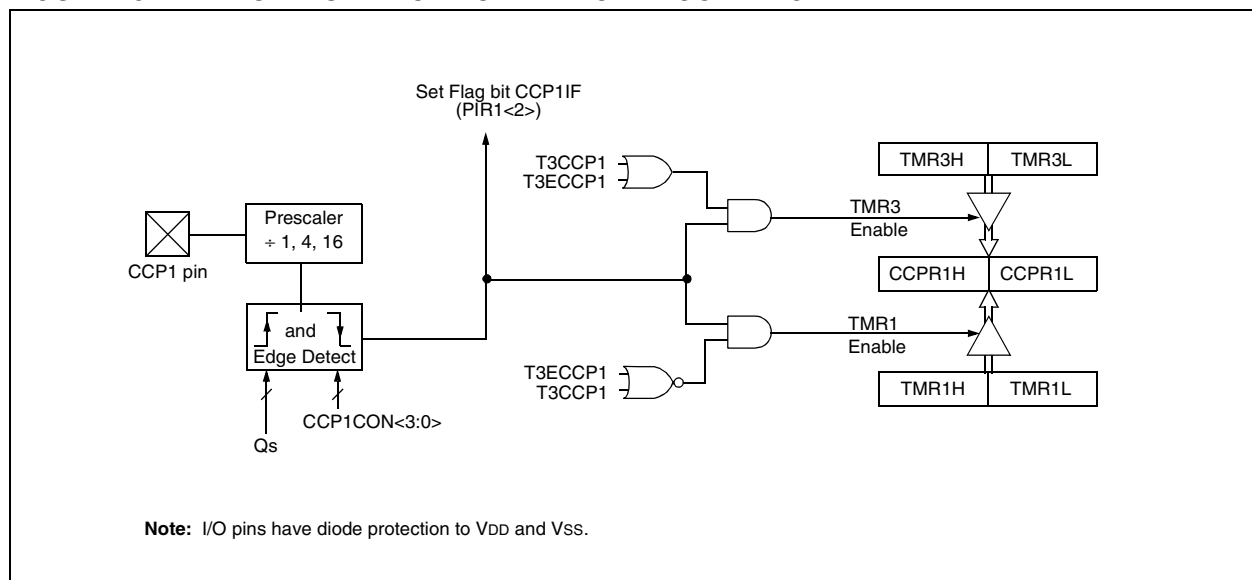 Set Flag bit CCP1IF
(PIR1<2>)
T3CCP1
T3ECCP1
TMR3H TMR3L
Prescaler
÷ 1, 4, 16
TMR3
Enable
CCP1 pin
CCPR1H CCPR1L
and
Edge Detect
TMR1
Enable
T3ECCP1
T3CCP1
TMR1H TMR1L
CCP1CON<3:0>
Qs
Note: I/O pins have diode protection to VDD and VSS.